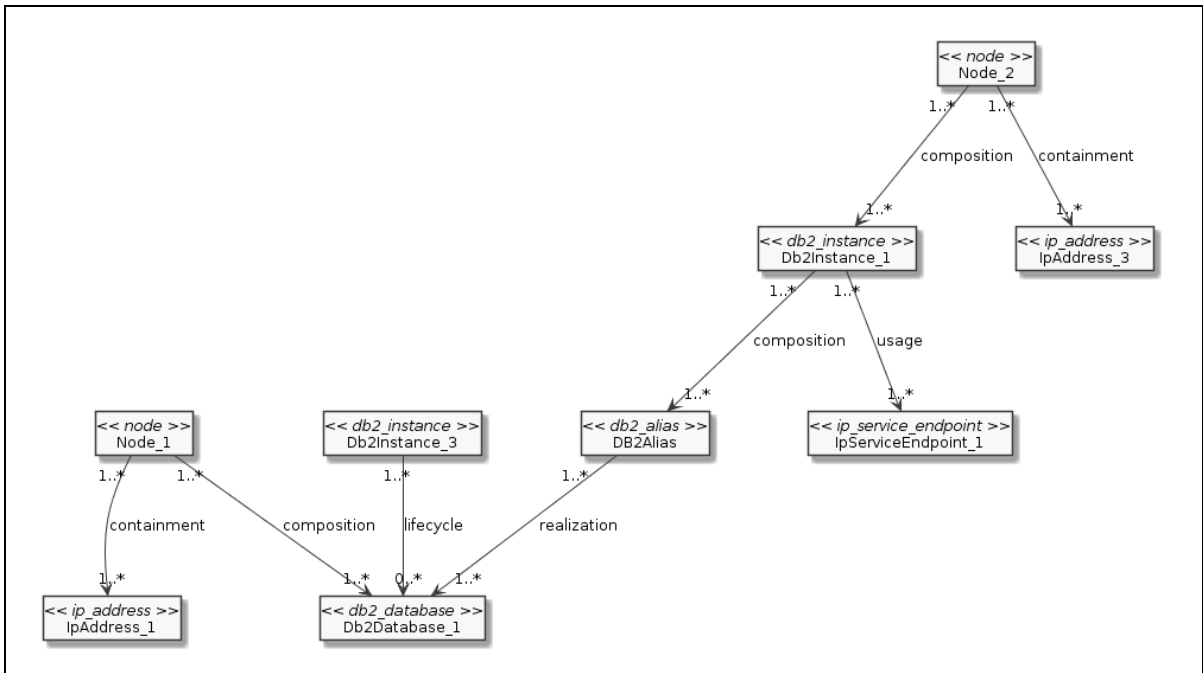 << node >>
Node_2
1..*
1..*
composition
containment
1..*
1..*
<< db2_instance >>
Db2Instance_1
<< ip_address >>
IpAddress_3
1..*
1..*
composition
usage
1..*
1..*
<< node >>
Node_1
<< db2_instance >>
Db2Instance_3
<< db2_alias >>
DB2Alias
<< ip_service_endpoint >>
IpServiceEndpoint_1
1..*
1..*
1..*
1..*
containment
composition
lifecycle
realization
1..*
1..*
0..*
1..*
<< ip_address >>
IpAddress_1
<< db2_database >>
Db2Database_1